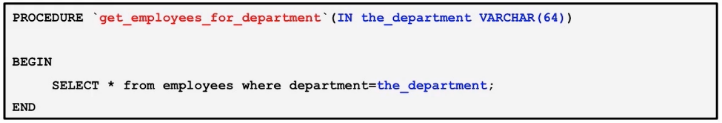 PROCEDURE `get_employees_for_department`(IN the_department VARCHAR(64))
BEGIN
SELECT * from employees where department=the_department;
END